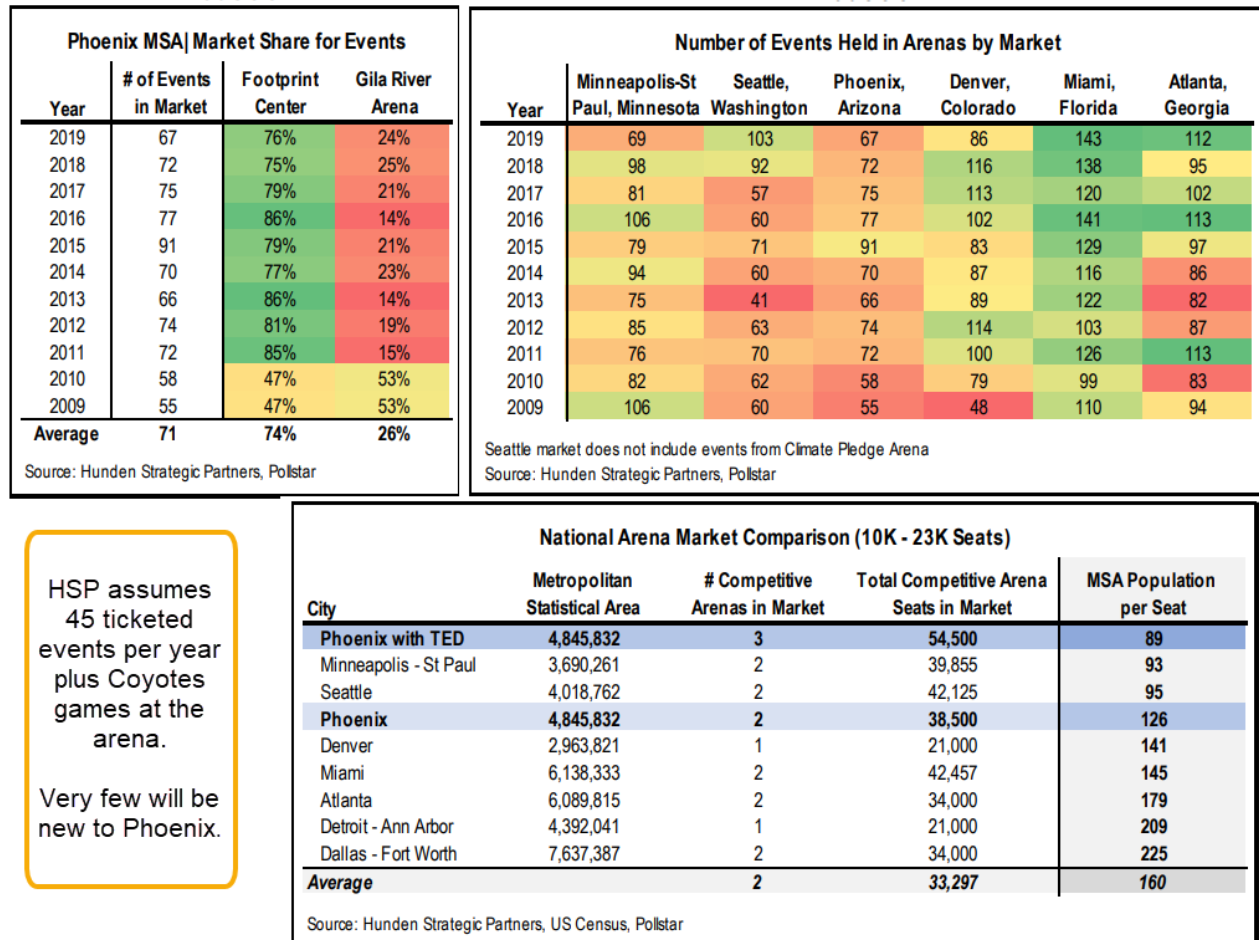 Phoenix MSA| Market Share for Events
# of Events Footprint Gila River
Year in Market Center Arena
2019 67 76% 24%
2018 72 75% 25%
2017 75 79% 21%
2016 77 86% 14%
2015 91 79% 21%
2014 70 77% 23%
2013 66 86% 14%
2012 74 81% 19%
2011 72 85% 15%
2010 58 47% 53%
2009 55 47% 53%
Average 71 74% 26%
Source: Hunden Strategic Partners, Pollstar
Number of Events Held in Arenas by Market
Minneapolis-St Seattle, Phoenix, Denver, Miami, Atlanta,
Year Paul, Minnesota Washington Arizona Colorado Florida Georgia
2019 69 103 67 86 143 112
2018 98 92 72 116 138 95
2017 81 57 75 113 120 102
2016 106 60 77 102 141 113
2015 79 71 91 83 129 97
2014 94 60 70 87 116 86
2013 75 41 66 89 122 82
2012 85 63 74 114 103 87
2011 76 70 72 100 126 113
2010 82 62 58 79 99 83
2009 106 60 55 48 110 94
Seattle market does not include events from Climate Pledge Arena
Source: Hunden Strategic Partners, Pollstar
HSP assumes
45 ticketed
events per year
plus Coyotes
games at the
arena.
Very few will be
new to Phoenix.
National Arena Market Comparison (10K - 23K Seats)
Metropolitan # Competitive Total Competitive Arena MSA Population
City Statistical Area Arenas in Market Seats in Market per Seat
Phoenix with TED 4,845,832 3 54,500 89
Minneapolis - St Paul 3,690,261 2 39,855 93
Seattle 4,018,762 2 42,125 95
Phoenix 4,845,832 2 38,500 126
Denver 2,963,821 1 21,000 141
Miami 6,138,333 2 42,457 145
Atlanta 6,089,815 2 34,000 179
Detroit - Ann Arbor 4,392,041 1 21,000 209
Dallas - Fort Worth 7,637,387 2 34,000 225
Average 2 33,297 160
Source: Hunden Strategic Partners, US Census, Pollstar